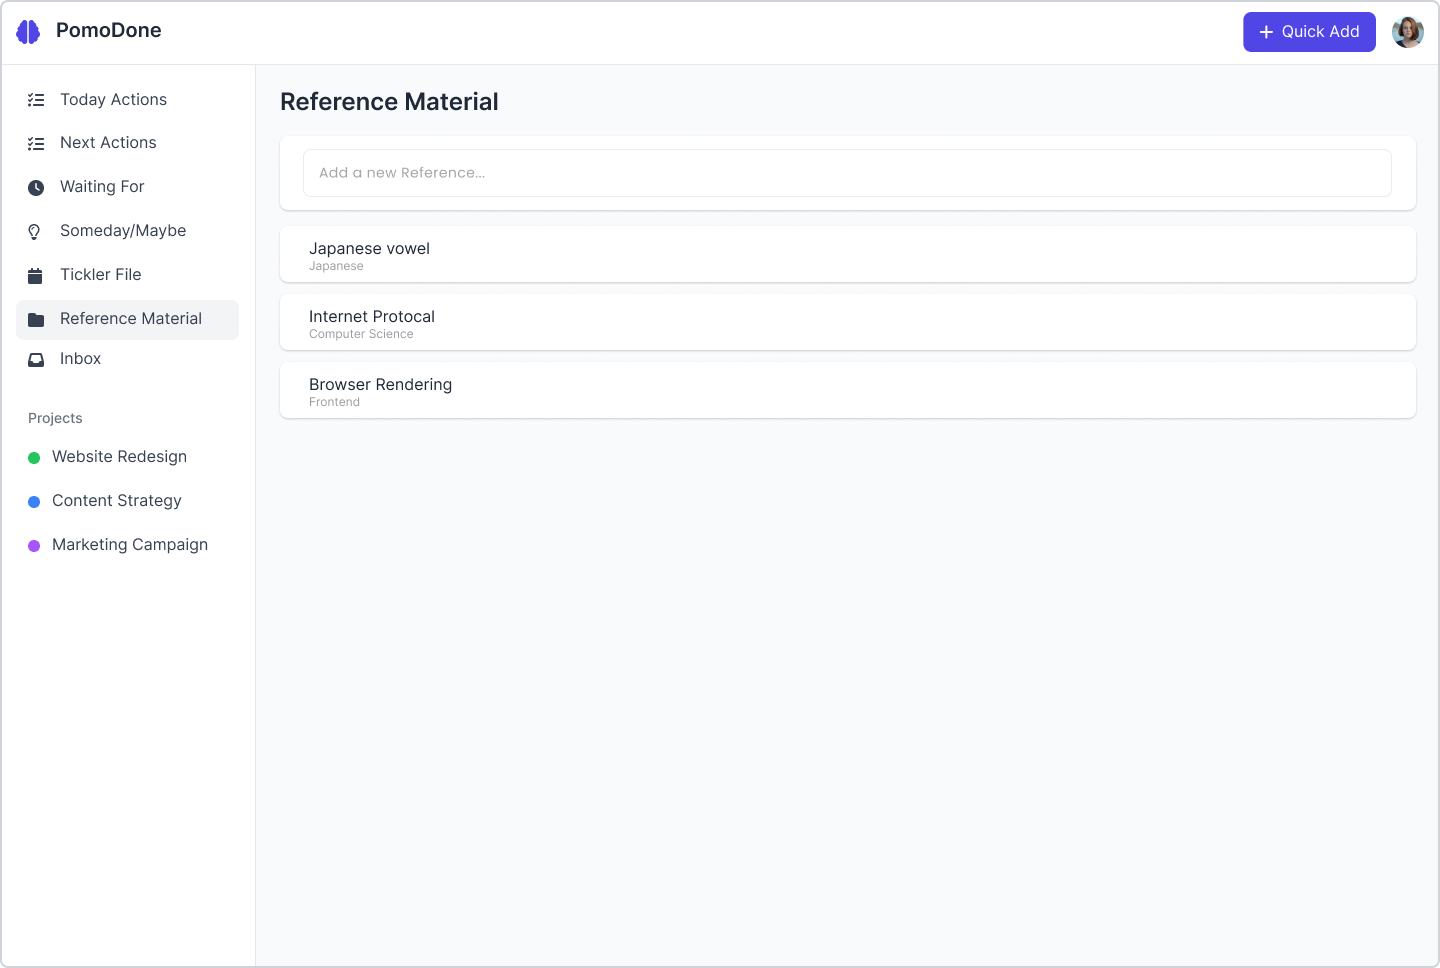 PomoDone
Quick Add
Today Actions
Next Actions
Waiting For
Someday/Maybe
Tickler File
Reference Material
Inbox
Projects
Website Redesign
Content Strategy
Marketing Campaign
Reference Material
Add a new Reference...
Japanese vowel
Japanese
Internet Protocal
Computer Science
Browser Rendering
Frontend